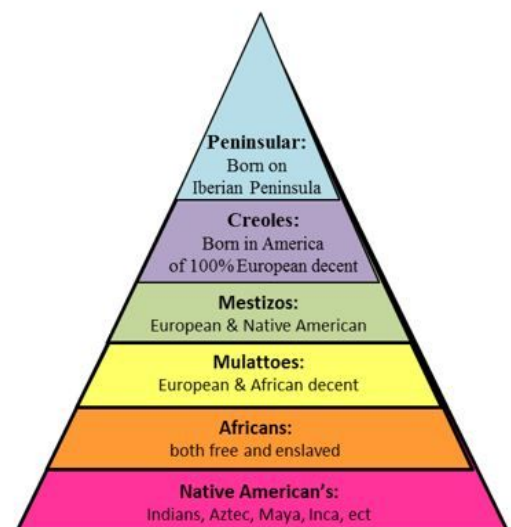 Peninsular:
Born on
Iberian Peninsula
Creoles:
Born in America
of 100% European decent
Mestizos:
European & Native American
Mulattoes:
European & African decent
Africans:
both free and enslaved
Native American's:
Indians, Aztec, Maya, Inca, ect